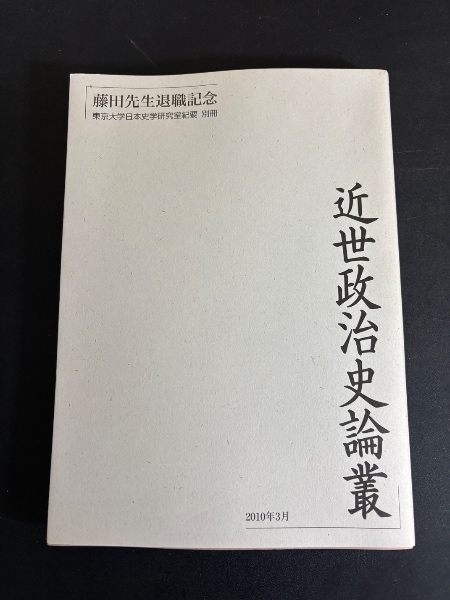 藤田先生退職記念
東京大学日本史学研究室紀要 別冊
近世政治史論叢
2010年3月